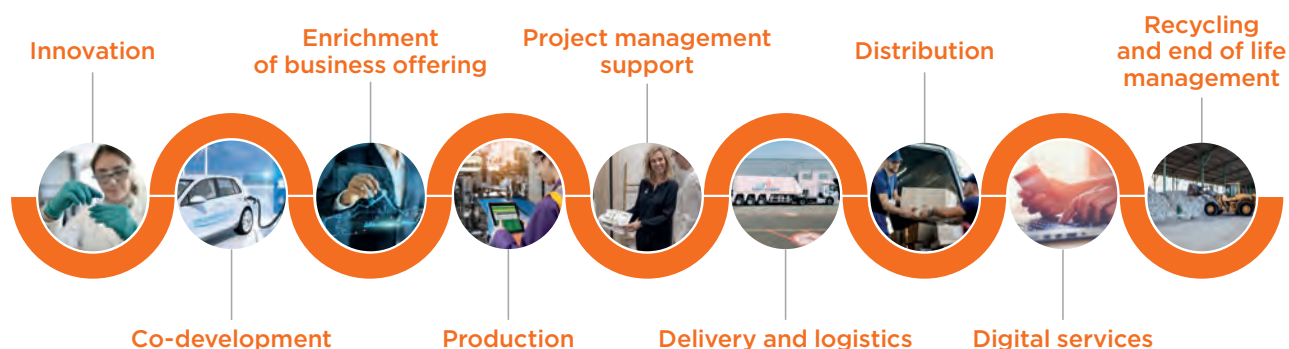 Innovation
Enrichment
of business offering
Project management
support
Distribution
Recycling
and end of life
management
Co-development
Production
Delivery and logistics
Digital services